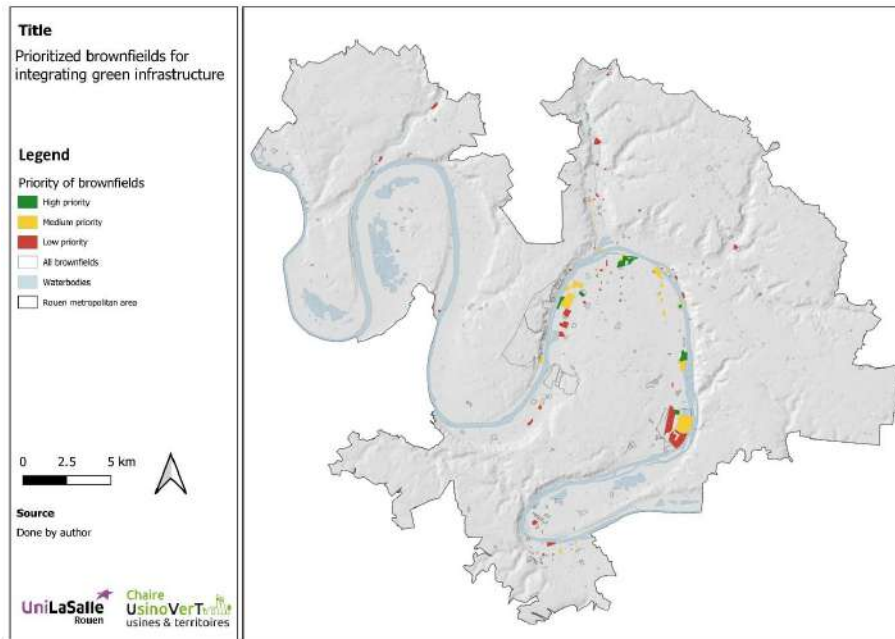 Title
Prioritized brownfieilds for
integrating green infrastructure
Legend
Priority of brownfields
High priority
Medium priority
Low priority
All brownfields
Waterbodies
Rouen metropolitan area
0 2.5 5 km
Source
Done by author
UniLaSalle
Rouen
Chaire
UsinoVerT
usines & territoires